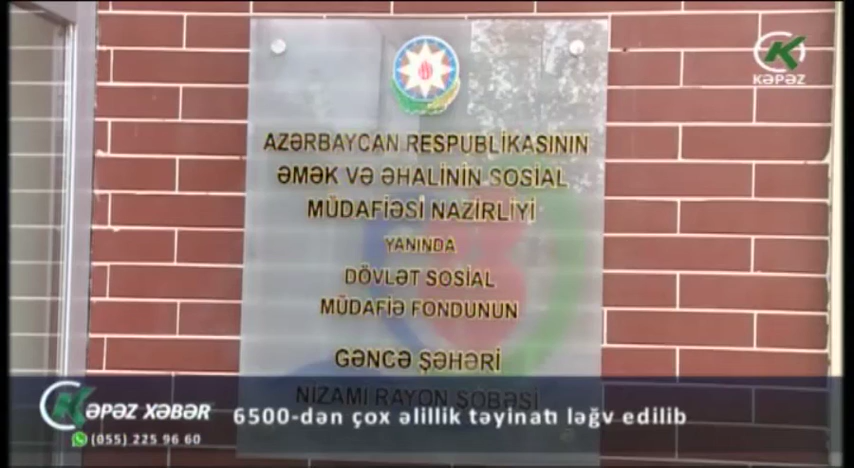 KƏPƏZ
AZƏRBAYCAN RESPUBLİKASININ
ƏMƏK VƏ ƏHALİNİN SOSİAL
MÜDAFİƏSİ NAZİRLİYİ
YANINDA
DÖVLƏT SOSİAL
MÜDAFİƏ FONDUNUN
GƏNCƏ ŞƏHƏRİ
NİZAMİ RAYON ŞÖBƏSİ
KƏPƏZ XƏBƏR
6500-dən çox əlillik təyinatı ləğv edilib
(055) 225 96 60